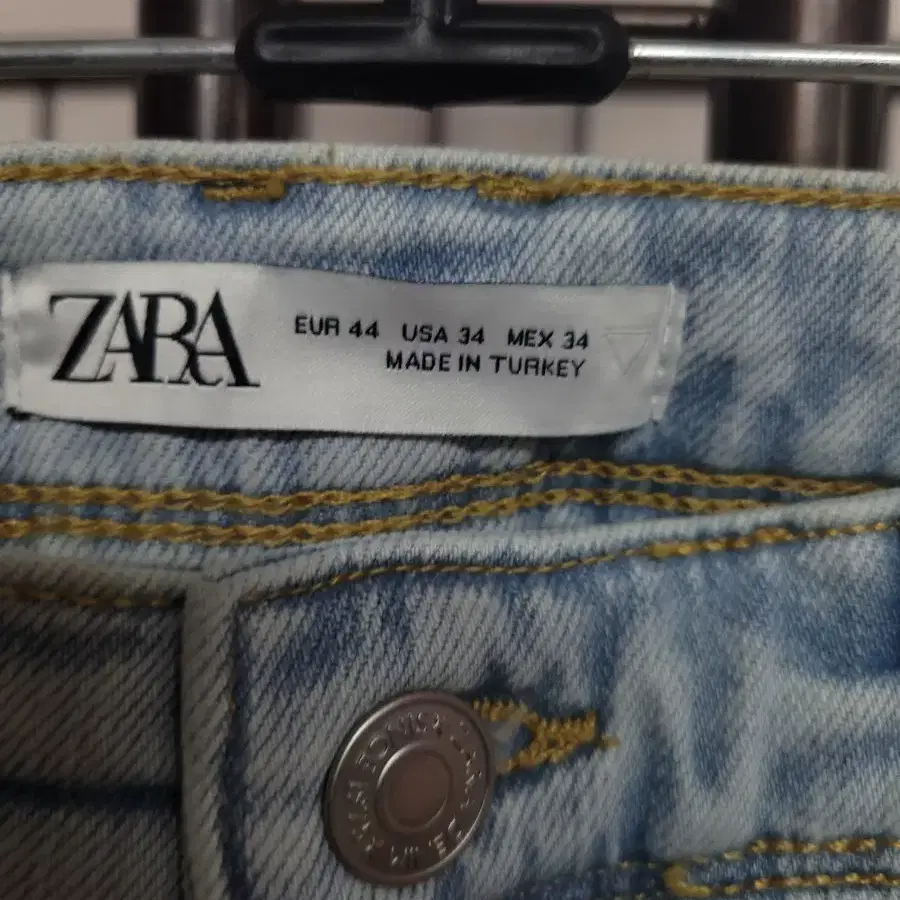 ZARA
EUR 44 USA 34 MEX 34
MADE IN TURKEY